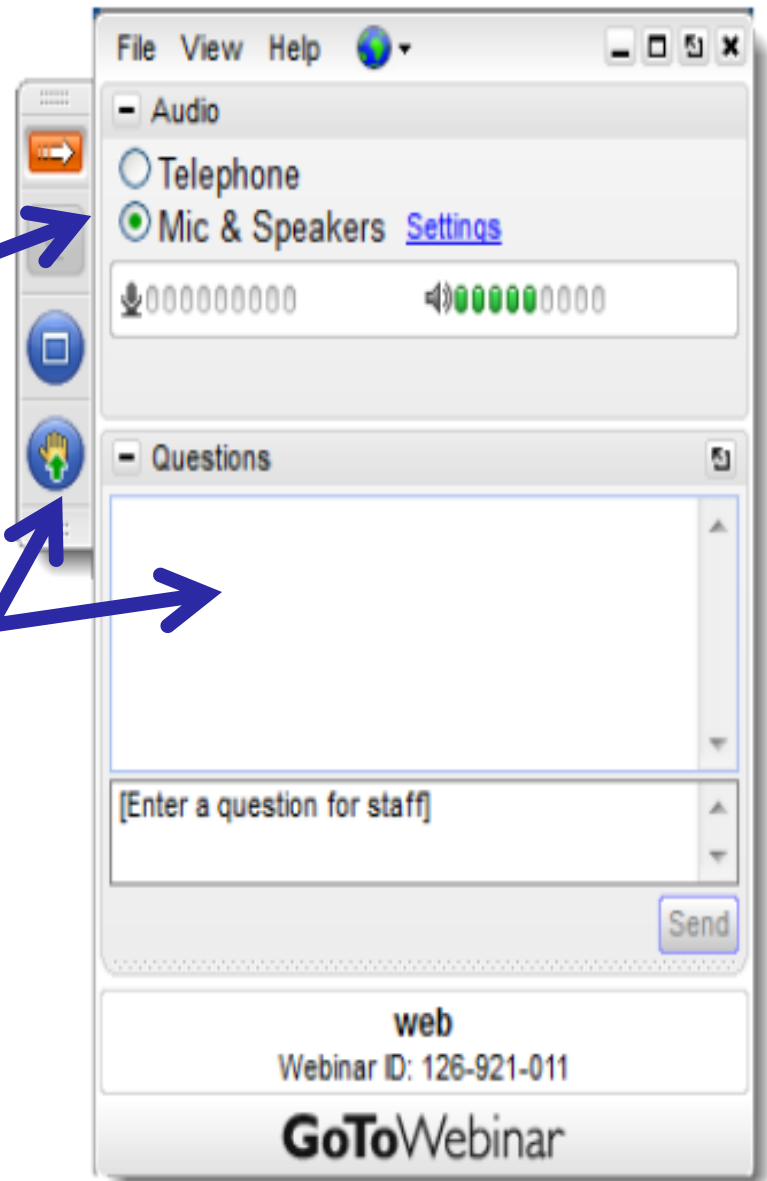 File View Help
Audio
Telephone
Mic & Speakers Settings
Questions
[Enter a question for staff]
Send
web
Webinar ID: 126-921-011
GoToWebinar